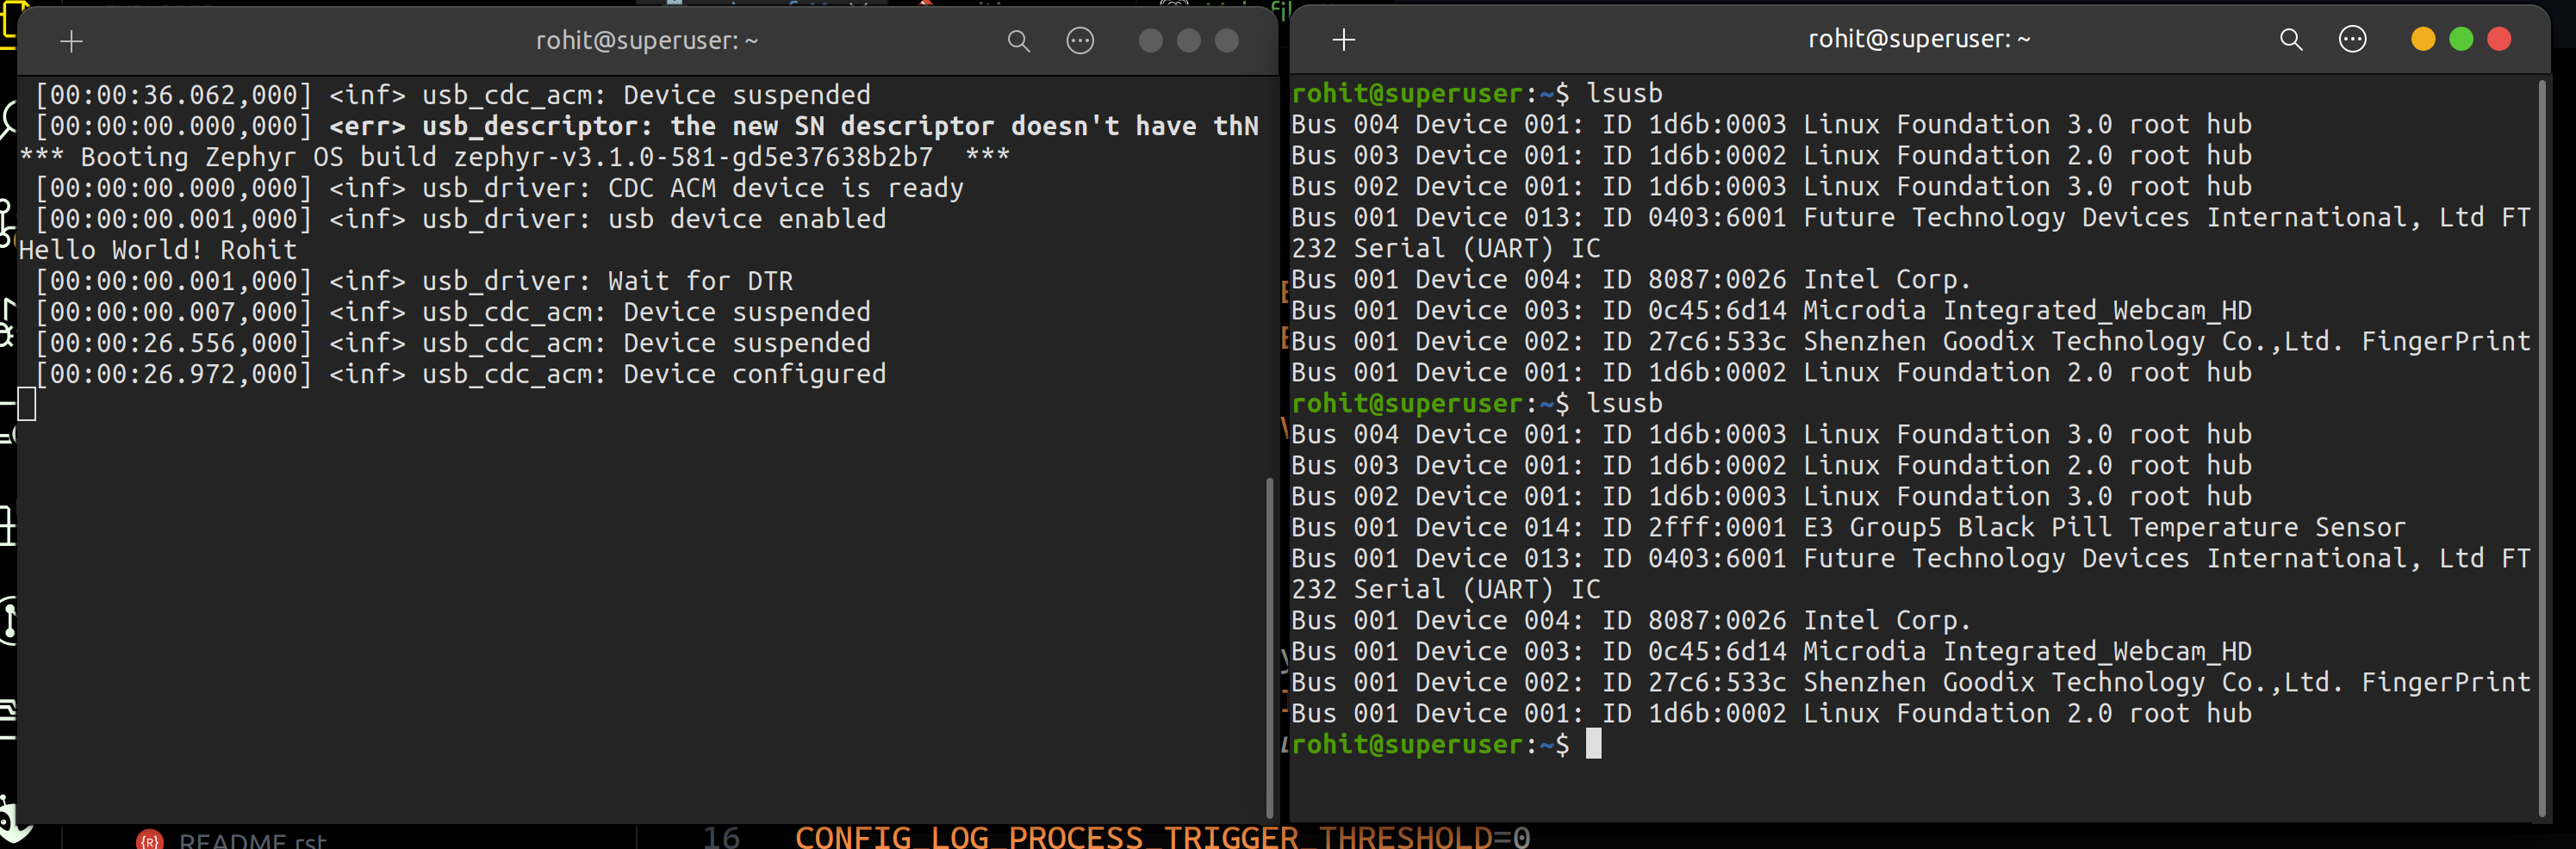 rohit@superuser: ~
[00:00:36.062,000] <inf> usb_cdc_acm: Device suspended
[00:00:00.000,000] <err> usb_descriptor: the new SN descriptor doesn't have thN
*** Booting Zephyr OS build zephyr-v3.1.0-581-gd5e37638b2b7  ***
[00:00:00.000,000] <inf> usb_driver: CDC ACM device is ready
[00:00:00.001,000] <inf> usb_driver: usb device enabled
Hello World! Rohit
[00:00:00.001,000] <inf> usb_driver: Wait for DTR
[00:00:00.007,000] <inf> usb_cdc_acm: Device suspended
[00:00:26.556,000] <inf> usb_cdc_acm: Device suspended
[00:00:26.972,000] <inf> usb_cdc_acm: Device configured
rohit@superuser: ~
rohit@superuser:~$ lsusb
Bus 004 Device 001: ID 1d6b:0003 Linux Foundation 3.0 root hub
Bus 003 Device 001: ID 1d6b:0002 Linux Foundation 2.0 root hub
Bus 002 Device 001: ID 1d6b:0003 Linux Foundation 3.0 root hub
Bus 001 Device 013: ID 0403:6001 Future Technology Devices International, Ltd FT
232 Serial (UART) IC
Bus 001 Device 004: ID 8087:0026 Intel Corp.
Bus 001 Device 003: ID 0c45:6d14 Microdia Integrated_Webcam_HD
Bus 001 Device 002: ID 27c6:533c Shenzhen Goodix Technology Co.,Ltd. FingerPrint
Bus 001 Device 001: ID 1d6b:0002 Linux Foundation 2.0 root hub
rohit@superuser:~$ lsusb
Bus 004 Device 001: ID 1d6b:0003 Linux Foundation 3.0 root hub
Bus 003 Device 001: ID 1d6b:0002 Linux Foundation 2.0 root hub
Bus 002 Device 001: ID 1d6b:0003 Linux Foundation 3.0 root hub
Bus 001 Device 014: ID 2fff:0001 E3 Group5 Black Pill Temperature Sensor
Bus 001 Device 013: ID 0403:6001 Future Technology Devices International, Ltd FT
232 Serial (UART) IC
Bus 001 Device 004: ID 8087:0026 Intel Corp.
Bus 001 Device 003: ID 0c45:6d14 Microdia Integrated_Webcam_HD
Bus 001 Device 002: ID 27c6:533c Shenzhen Goodix Technology Co.,Ltd. FingerPrint
Bus 001 Device 001: ID 1d6b:0002 Linux Foundation 2.0 root hub
rohit@superuser:~$
README.rst
16 CONFIG_LOG_PROCESS_TRIGGER_THRESHOLD=0